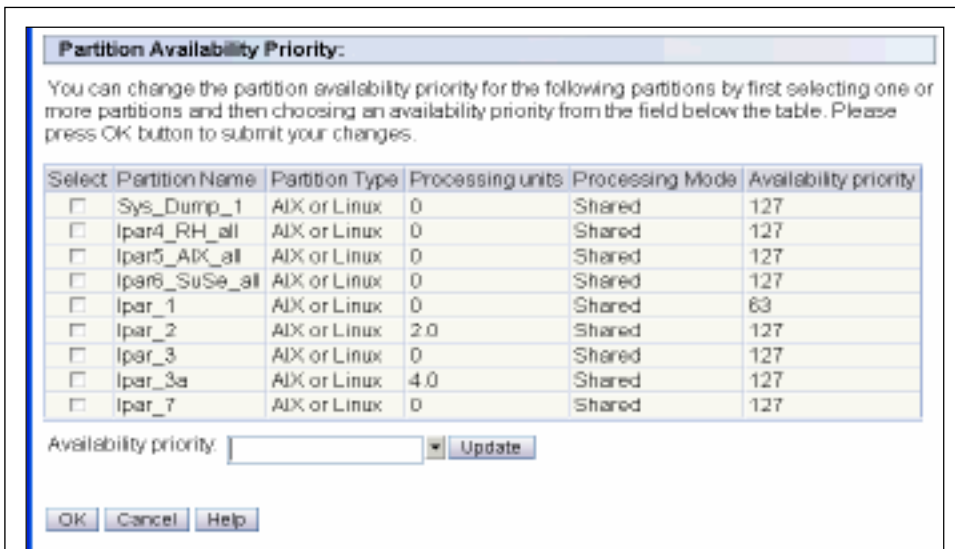 Partition Availability Priority:
You can change the partition availability priority for the following partitions by first selecting one or
more partitions and then choosing an availability priority from the field below the table. Please
press OK button to submit your changes.
Select Partition Name Partition Type Processing units Processing Mode Availability priority
Sys_Dump_1 AIX or Linux 0 Shared 127
lpar4_RH_all AIX or Linux 0 Shared 127
lpar5_AIX_all AIX or Linux 0 Shared 127
lpar6_SuSe_all AIX or Linux 0 Shared 127
lpar_1 AIX or Linux 0 Shared 63
lpar_2 AIX or Linux 2.0 Shared 127
lpar_3 AIX or Linux 0 Shared 127
lpar_3a AIX or Linux 4.0 Shared 127
lpar_7 AIX or Linux 0 Shared 127
Availability priority: Update
OK Cancel Help